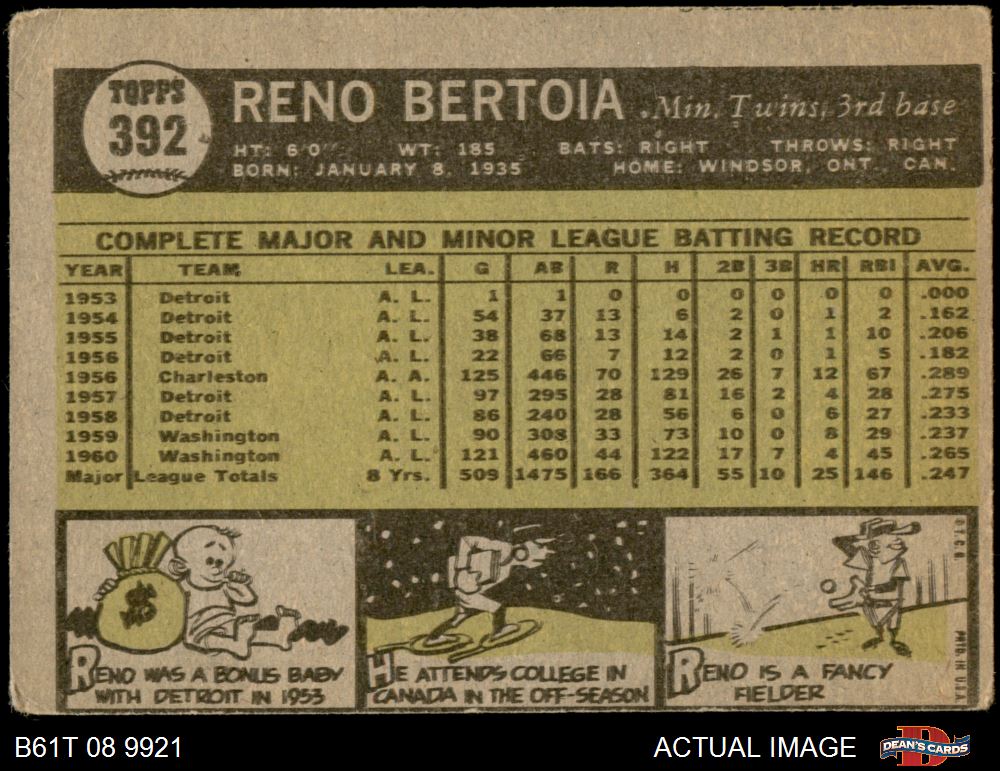 TOPPS
392
RENO BERTOIA . Min. Twins, 3rd base
HT: 6'0" WT: 185 BATS: RIGHT THROWS: RIGHT
BORN: JANUARY 8, 1935 HOME: WINDSOR, ONT. CAN.
COMPLETE MAJOR AND MINOR LEAGUE BATTING RECORD
YEAR TEAM LEA. G AB R H 2B 3B HR RBI AVG.
1953 Detroit A. L. 1 1 0 0 0 0 0 0 .000
1954 Detroit A. L. 54 37 13 6 2 0 1 2 .162
1955 Detroit A. L. 38 68 13 14 2 1 1 10 .206
1956 Detroit A. L. 22 66 7 12 2 0 1 5 .182
1956 Charleston A. A. 125 446 70 129 26 7 12 67 .289
1957 Detroit A. L. 97 295 28 81 16 2 4 28 .275
1958 Detroit A. L. 86 240 28 56 6 0 6 27 .233
1959 Washington A. L. 90 308 33 73 10 0 8 29 .237
1960 Washington A. L. 121 460 44 122 17 7 4 45 .265
Major League Totals 8 Yrs. 509 1475 166 364 55 10 25 146 .247
$
RENO WAS A BONUS BABY
WITH DETROIT IN 1953
HE ATTENDS COLLEGE IN
CANADA IN THE OFF-SEASON
RENO IS A FANCY
FIELDER
©T.C.G.
PRTD. IN U.S.A.
B61T 08 9921
ACTUAL IMAGE
DEAN'S CARDS